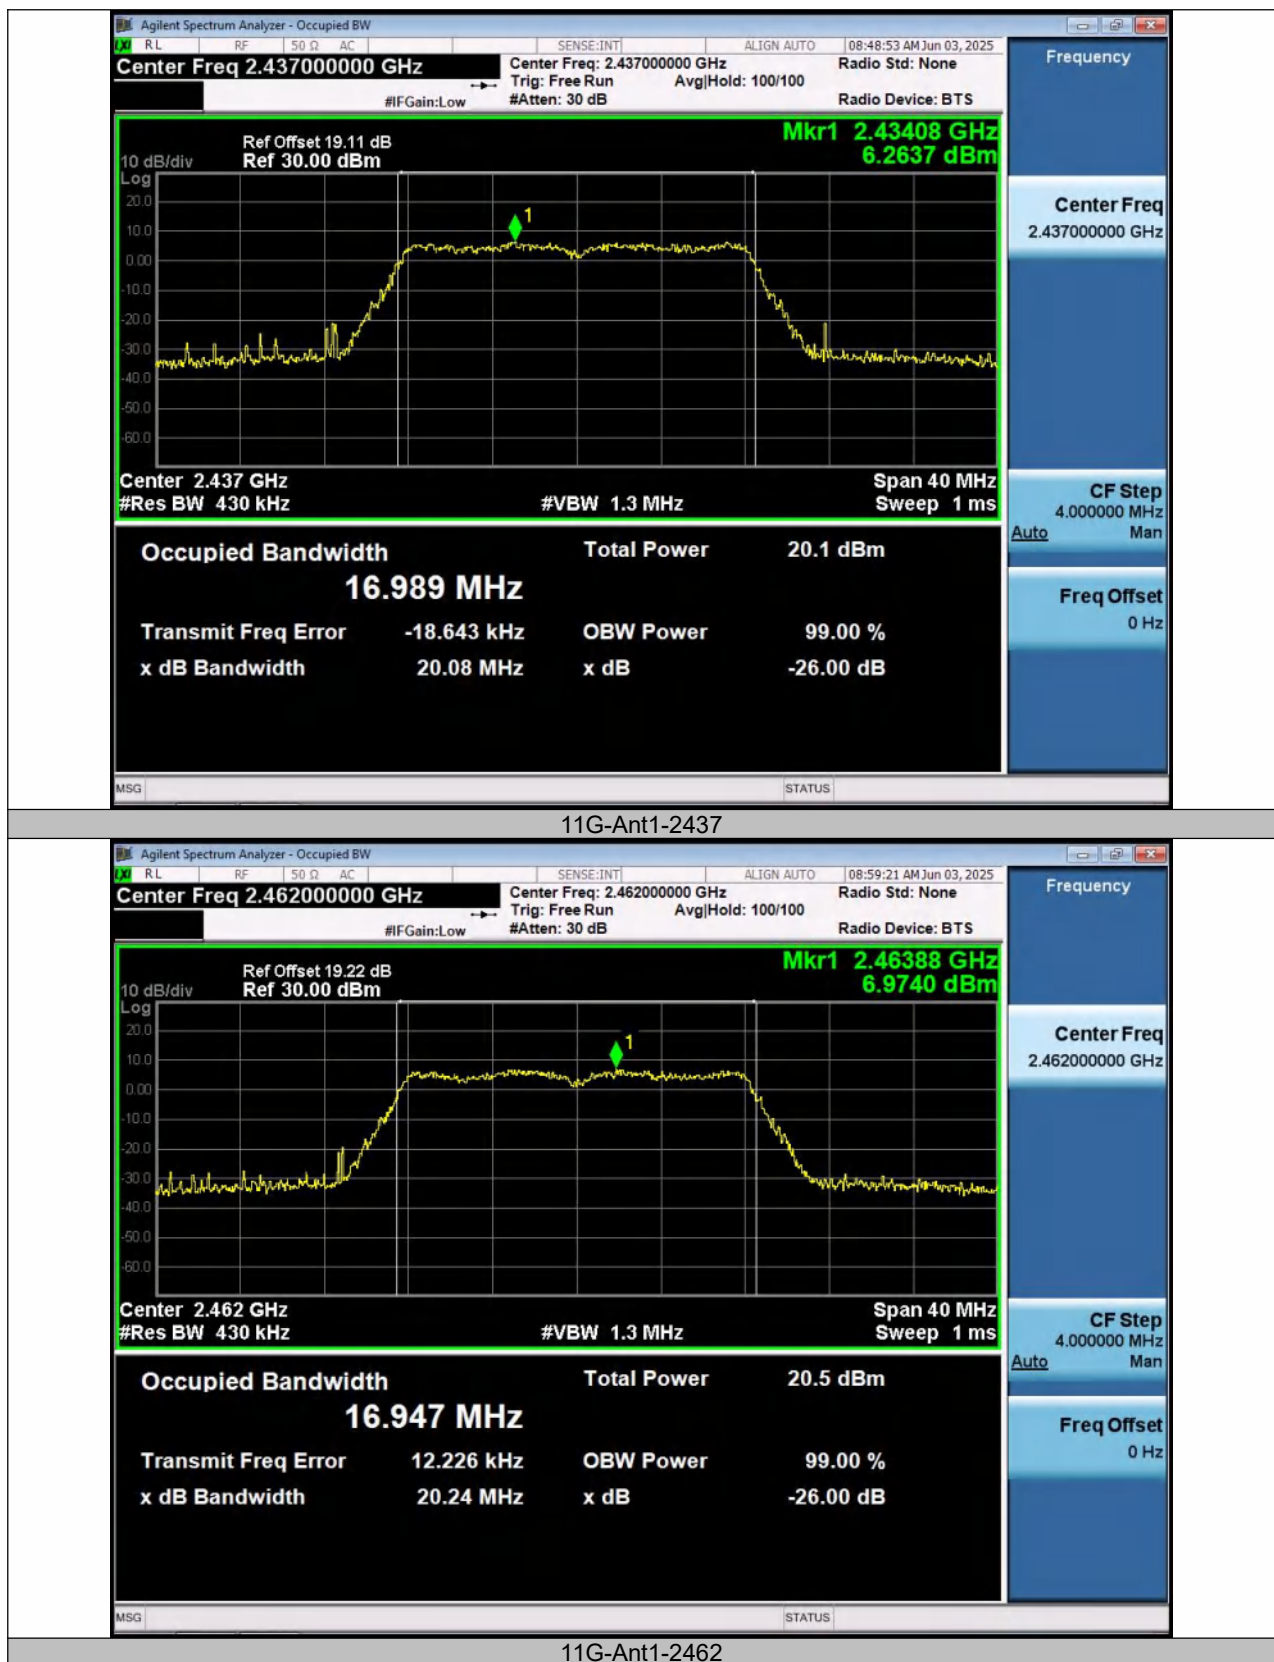 Agilent Spectrum Analyzer - Occupied BW
LXI RL RF 50 Ω AC SENSE:INT ALIGN AUTO 08:48:53 AM Jun 03, 2025
Center Freq 2.437000000 GHz
Center Freq: 2.437000000 GHz Radio Std: None
Trig: Free Run Avg|Hold: 100/100
#IFGain:Low #Atten: 30 dB Radio Device: BTS
Frequency
Mkr1 2.43408 GHz
6.2637 dBm
Ref Offset 19.11 dB
10 dB/div Ref 30.00 dBm
Log
20.0
10.0
0.00
-10.0
-20.0
-30.0
-40.0
-50.0
-60.0
1
Center 2.437 GHz Span 40 MHz
#Res BW 430 kHz #VBW 1.3 MHz Sweep 1 ms
Center Freq
2.437000000 GHz
CF Step
4.000000 MHz
Auto Man
Freq Offset
0 Hz
Occupied Bandwidth Total Power 20.1 dBm
16.989 MHz
Transmit Freq Error -18.643 kHz OBW Power 99.00 %
x dB Bandwidth 20.08 MHz x dB -26.00 dB
MSG STATUS
11G-Ant1-2437
Agilent Spectrum Analyzer - Occupied BW
LXI RL RF 50 Ω AC SENSE:INT ALIGN AUTO 08:59:21 AM Jun 03, 2025
Center Freq 2.462000000 GHz
Center Freq: 2.462000000 GHz Radio Std: None
Trig: Free Run Avg|Hold: 100/100
#IFGain:Low #Atten: 30 dB Radio Device: BTS
Frequency
Mkr1 2.46388 GHz
6.9740 dBm
Ref Offset 19.22 dB
10 dB/div Ref 30.00 dBm
Log
20.0
10.0
0.00
-10.0
-20.0
-30.0
-40.0
-50.0
-60.0
1
Center 2.462 GHz Span 40 MHz
#Res BW 430 kHz #VBW 1.3 MHz Sweep 1 ms
Center Freq
2.462000000 GHz
CF Step
4.000000 MHz
Auto Man
Freq Offset
0 Hz
Occupied Bandwidth Total Power 20.5 dBm
16.947 MHz
Transmit Freq Error 12.226 kHz OBW Power 99.00 %
x dB Bandwidth 20.24 MHz x dB -26.00 dB
MSG STATUS
11G-Ant1-2462